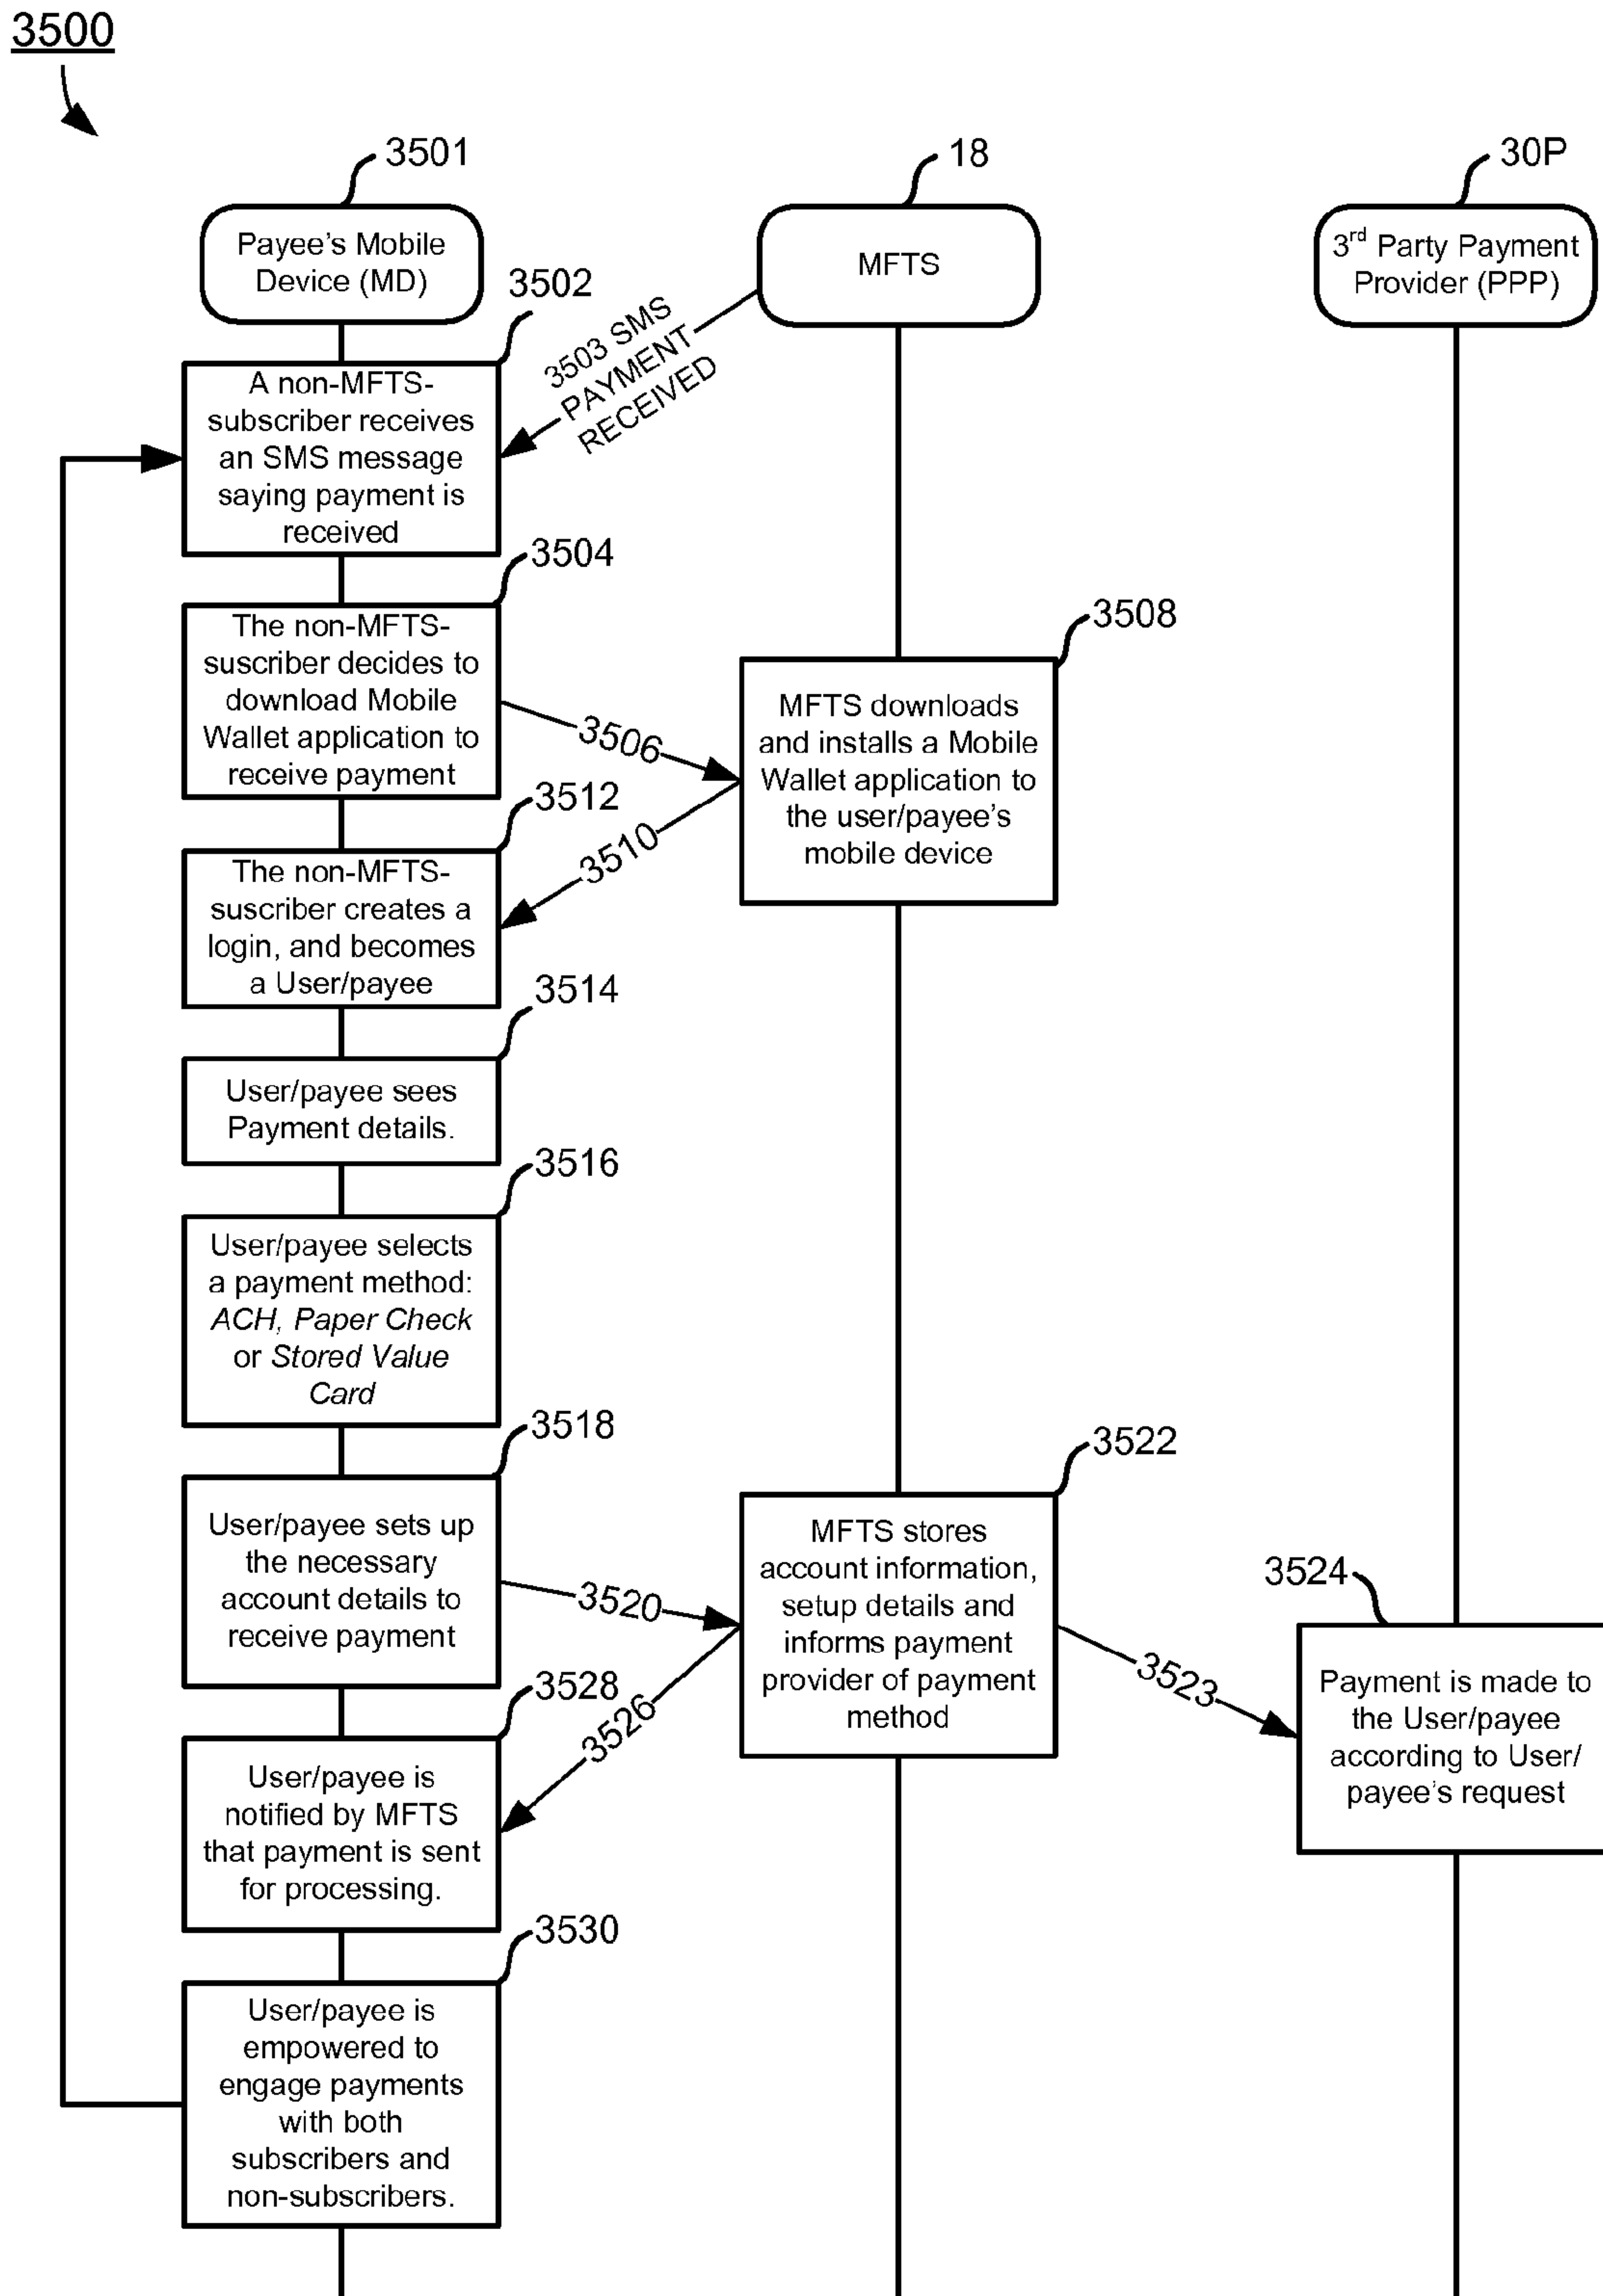 3500
3501
18
30P
Payee's Mobile
Device (MD)
MFTS
3rd Party Payment
Provider (PPP)
3502
3503 SMS
PAYMENT
RECEIVED
A non-MFTS-
subscriber receives
an SMS message
saying payment is
received
3504
The non-MFTS-
suscriber decides to
download Mobile
Wallet application to
receive payment
3506
3508
MFTS downloads
and installs a Mobile
Wallet application to
the user/payee's
mobile device
3510
3512
The non-MFTS-
suscriber creates a
login, and becomes
a User/payee
3514
User/payee sees
Payment details.
3516
User/payee selects
a payment method:
ACH, Paper Check
or Stored Value
Card
3518
User/payee sets up
the necessary
account details to
receive payment
3520
3522
MFTS stores
account information,
setup details and
informs payment
provider of payment
method
3523
3524
Payment is made to
the User/payee
according to User/
payee's request
3526
3528
User/payee is
notified by MFTS
that payment is sent
for processing.
3530
User/payee is
empowered to
engage payments
with both
subscribers and
non-subscribers.